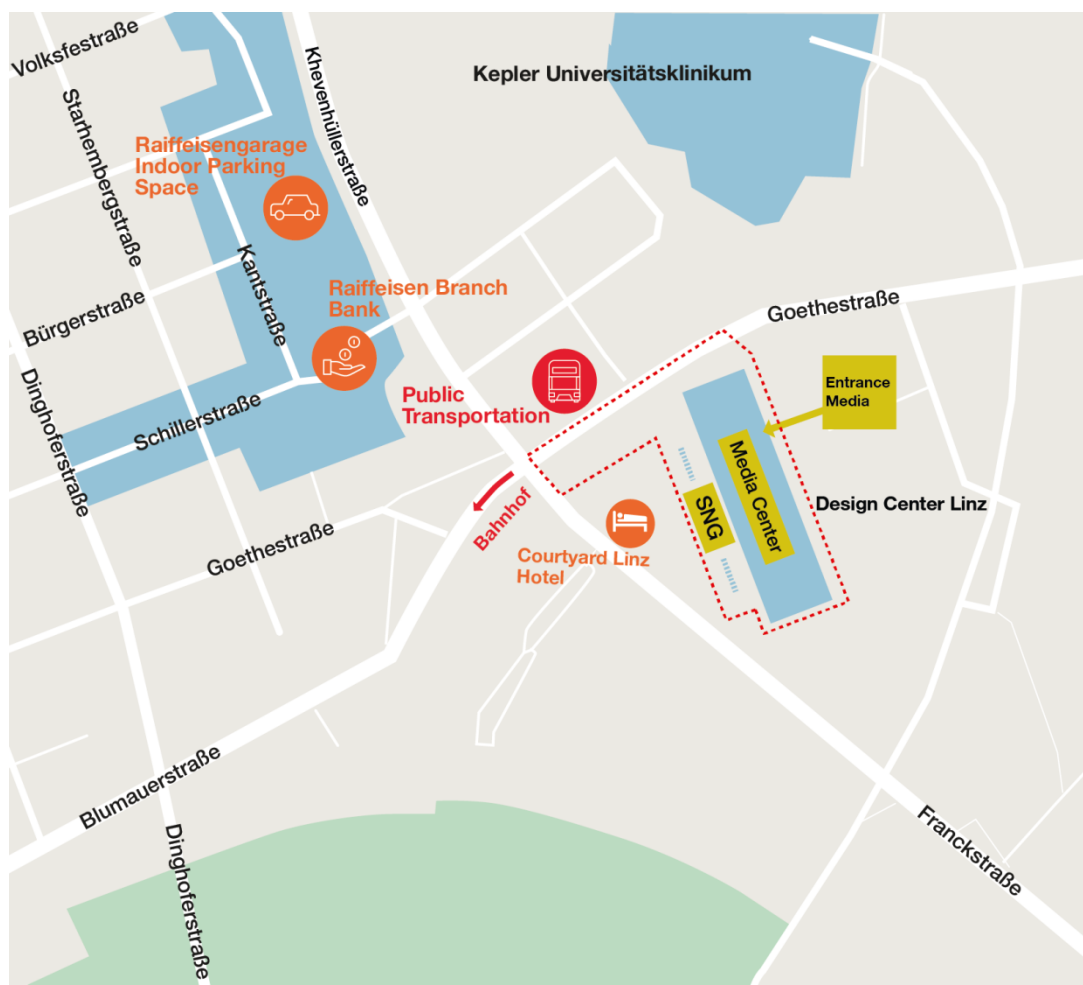 Volksfestraße
Starhembergstraße
Khevenhüllerstraße
Kepler Universitätsklinikum
Raiffeisengarage
Indoor Parking
Space
Kantstraße
Bürgerstraße
Raiffeisen Branch
Bank
Goethestraße
Dinghoferstraße
Schillerstraße
Public
Transportation
Entrance
Media
Media Center
SNG
Design Center Linz
Bahnhof
Goethestraße
Courtyard Linz
Hotel
Blumauerstraße
Dinghoferstraße
Franckstraße